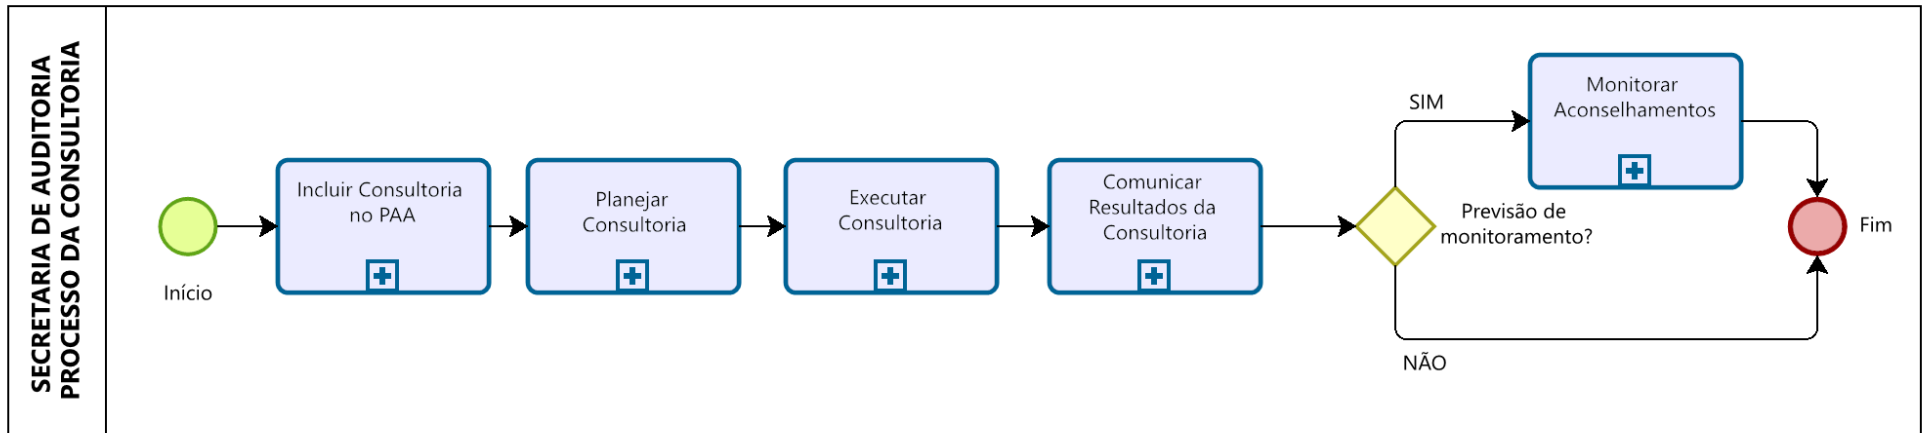 SECRETARIA DE AUDITORIA
PROCESSO DA CONSULTORIA
Início
Incluir Consultoria
no PAA
Planejar
Consultoria
Executar
Consultoria
Comunicar
Resultados da
Consultoria
Previsão de
monitoramento?
SIM
Monitorar
Aconselhamentos
NÃO
Fim